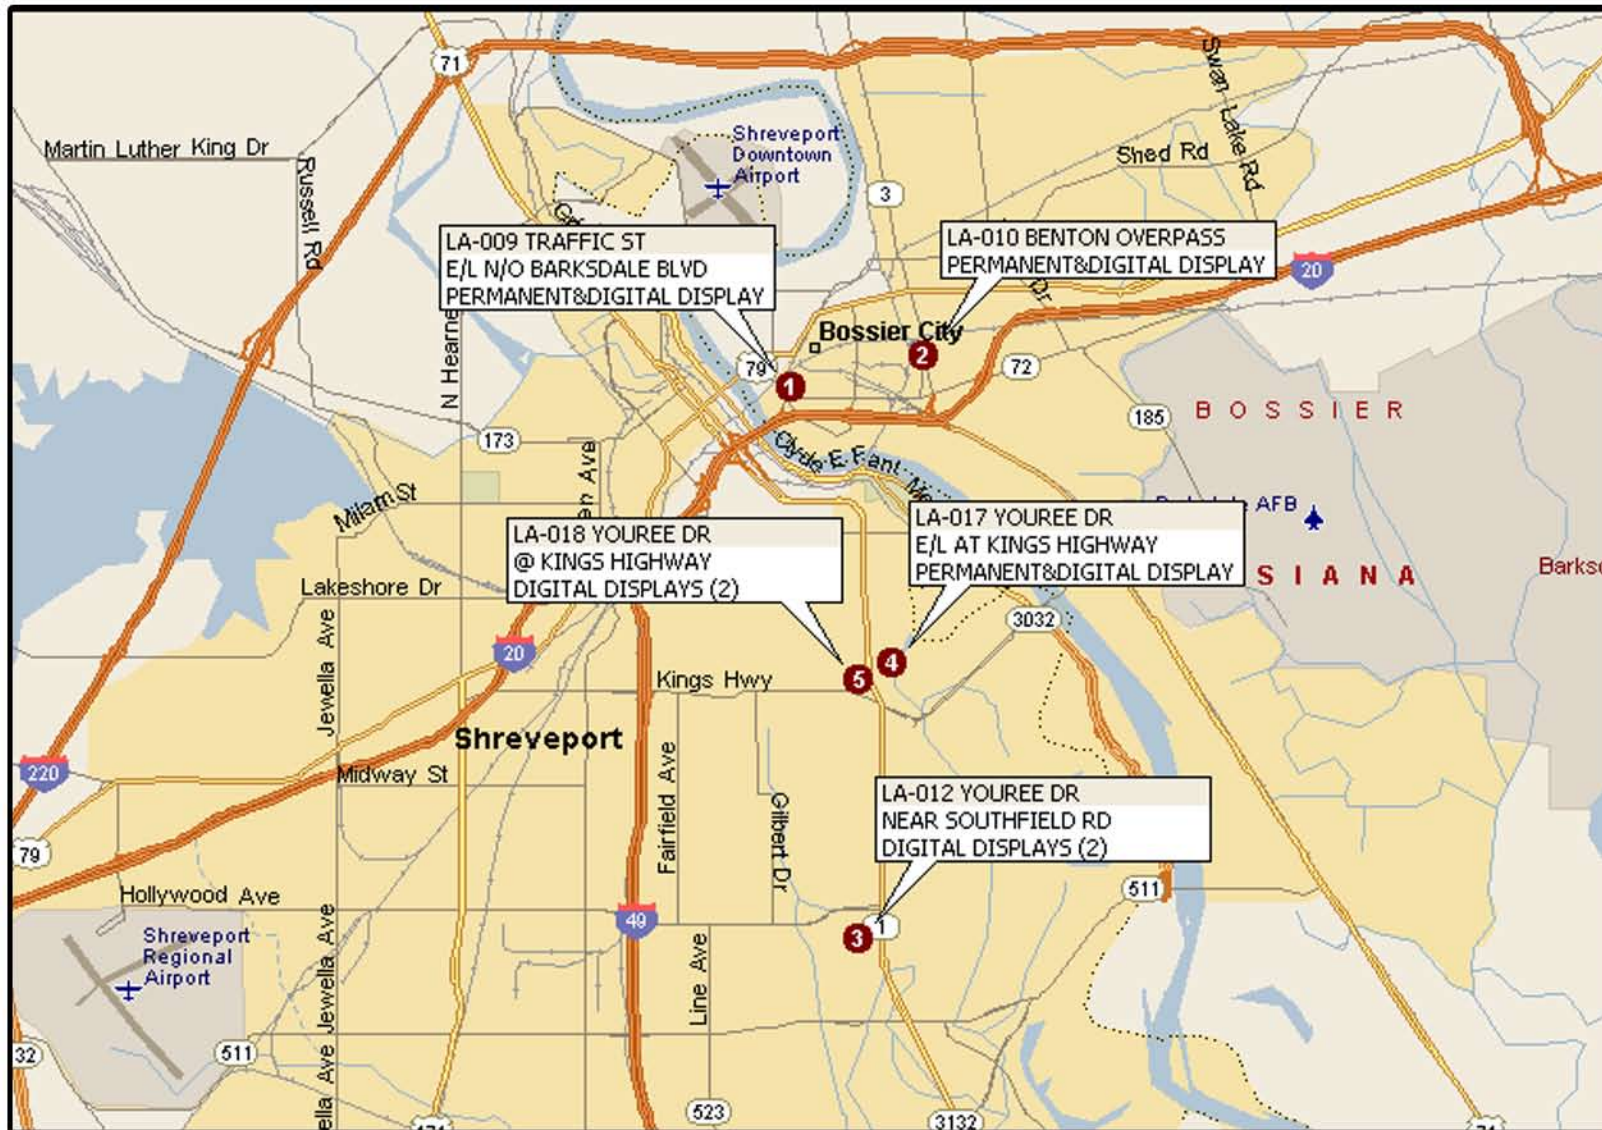 71
Swan Lake Rd
Martin Luther King Dr
Russell Rd
Shreveport
Downtown
Airport
Shed Rd
3
LA-009 TRAFFIC ST
E/L N/O BARKSDALE BLVD
PERMANENT&DIGITAL DISPLAY
LA-010 BENTON OVERPASS
PERMANENT&DIGITAL DISPLAY
20
Dr
N Hearne
Bossier City
2
79
1
72
173
185
BOSSIER
Clyde E Fant
Milam St
AFB
LA-018 YOUREE DR
@ KINGS HIGHWAY
DIGITAL DISPLAYS (2)
LA-017 YOUREE DR
E/L AT KINGS HIGHWAY
PERMANENT&DIGITAL DISPLAY
SIANA
Barks
Lakeshore Dr
Jewella Ave
3032
20
4
5
Kings Hwy
Shreveport
220
Midway St
Fairfield Ave
Gilbert Dr
LA-012 YOUREE DR
NEAR SOUTHFIELD RD
DIGITAL DISPLAYS (2)
79
Hollywood Ave
511
49
1
3
Shreveport
Regional
Airport
Jewella Ave
Line Ave
32
511
ella Ave
523
3132